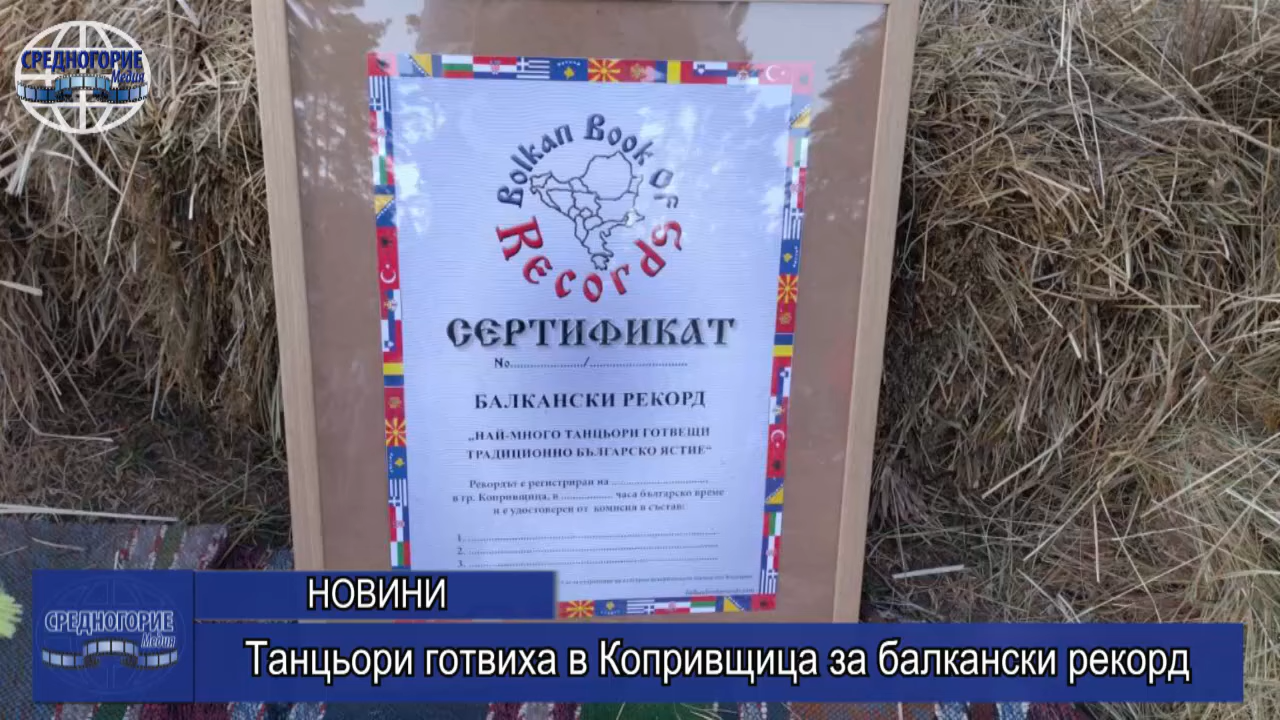 СРЕДНОГОРИЕ
Медия
Bolkan Book of
Records
СЕРТИФИКАТ
No....................../.............................
БАЛКАНСКИ РЕКОРД
„НАЙ-МНОГО ТАНЦЬОРИ ГОТВЕЩИ
ТРАДИЦИОННО БЪЛГАРСКО ЯСТИЕ“
Рекордът е регистриран на ............................
в гр. Копривщица, в ................ часа българско време
и е удостоверен от комисия в състав:
1. ..................................................................
2. ..................................................................
3. ..................................................................
НОВИНИ
СРЕДНОГОРИЕ
Медия
Танцьори готвиха в Копривщица за балкански рекорд